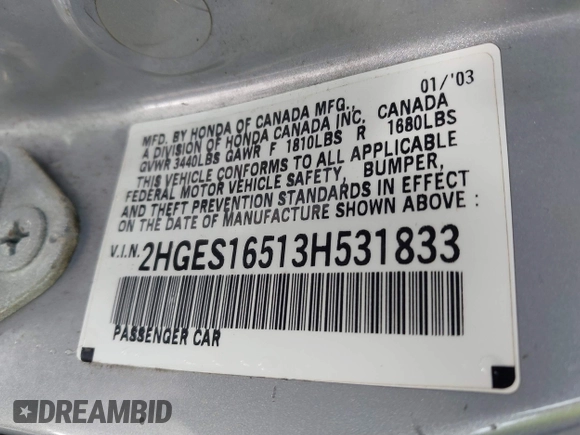 01/'03
MFD. BY HONDA OF CANADA MFG.,
A DIVISION OF HONDA CANADA INC, CANADA
GVWR 3440LBS GAWR F 1810LBS R 1680LBS
THIS VEHICLE CONFORMS TO ALL APPLICABLE
FEDERAL MOTOR VEHICLE SAFETY, BUMPER,
AND THEFT PREVENTION STANDARDS IN EFFECT
ON THE DATE OF MANUFACTURE SHOWN ABOVE :
V.I.N. 2HGES16513H531833
PASSENGER CAR
DREAMBID